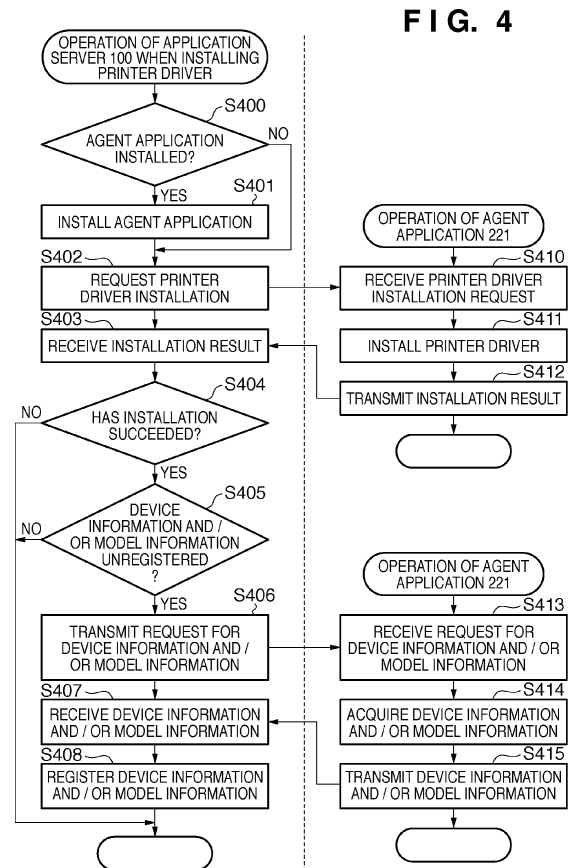 FIG. 4
OPERATION OF APPLICATION
SERVER 100 WHEN INSTALLING
PRINTER DRIVER
S400
AGENT APPLICATION
INSTALLED?
NO
YES
S401
INSTALL AGENT APPLICATION
S402
REQUEST PRINTER
DRIVER INSTALLATION
S403
RECEIVE INSTALLATION RESULT
S404
HAS INSTALLATION
SUCCEEDED?
NO
YES
S405
DEVICE
INFORMATION AND /
OR MODEL INFORMATION
UNREGISTERED
?
NO
YES
S406
TRANSMIT REQUEST FOR
DEVICE INFORMATION AND /
OR MODEL INFORMATION
S407
RECEIVE DEVICE INFORMATION
AND / OR MODEL INFORMATION
S408
REGISTER DEVICE INFORMATION
AND / OR MODEL INFORMATION
OPERATION OF AGENT
APPLICATION 221
S410
RECEIVE PRINTER DRIVER
INSTALLATION REQUEST
S411
INSTALL PRINTER DRIVER
S412
TRANSMIT INSTALLATION RESULT
OPERATION OF AGENT
APPLICATION 221
S413
RECEIVE REQUEST FOR
DEVICE INFORMATION AND / OR
MODEL INFORMATION
S414
ACQUIRE DEVICE INFORMATION
AND / OR MODEL INFORMATION
S415
TRANSMIT DEVICE INFORMATION
AND / OR MODEL INFORMATION